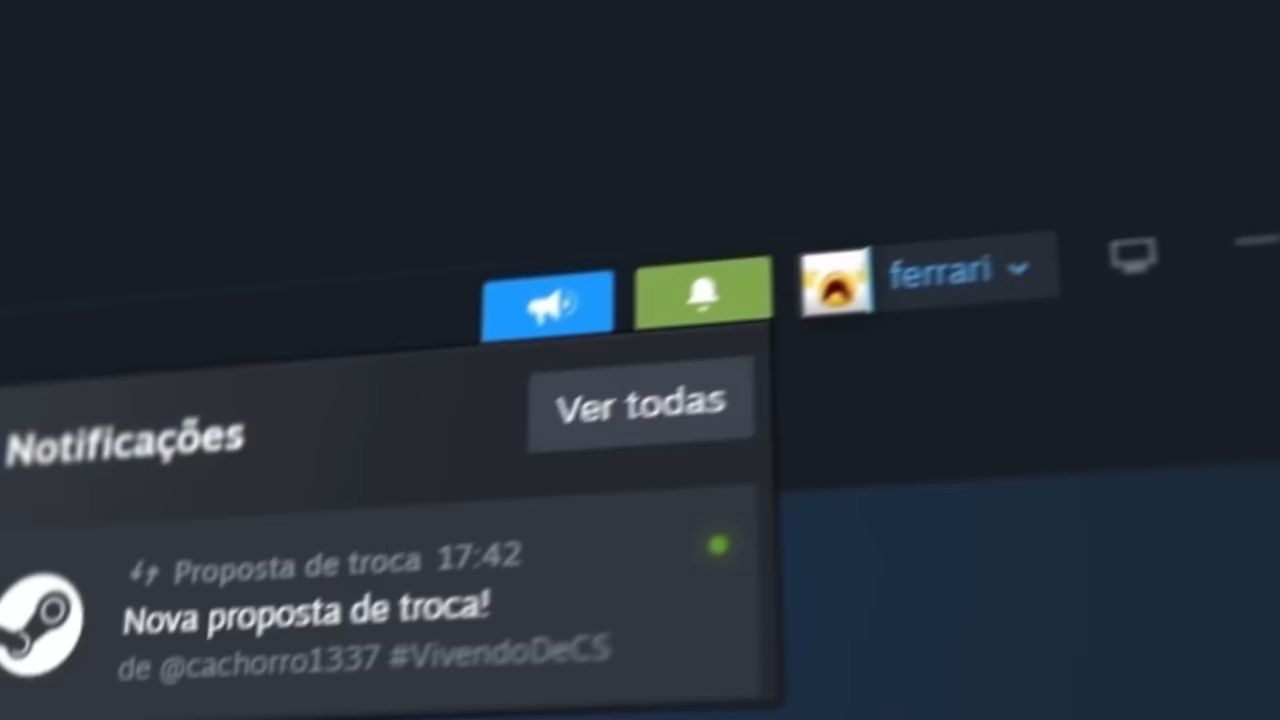 ferrari
Ver todas
Notificações
Proposta de troca 17:42
Nova proposta de troca!
de @cachorro1337 #VivendoDeCS